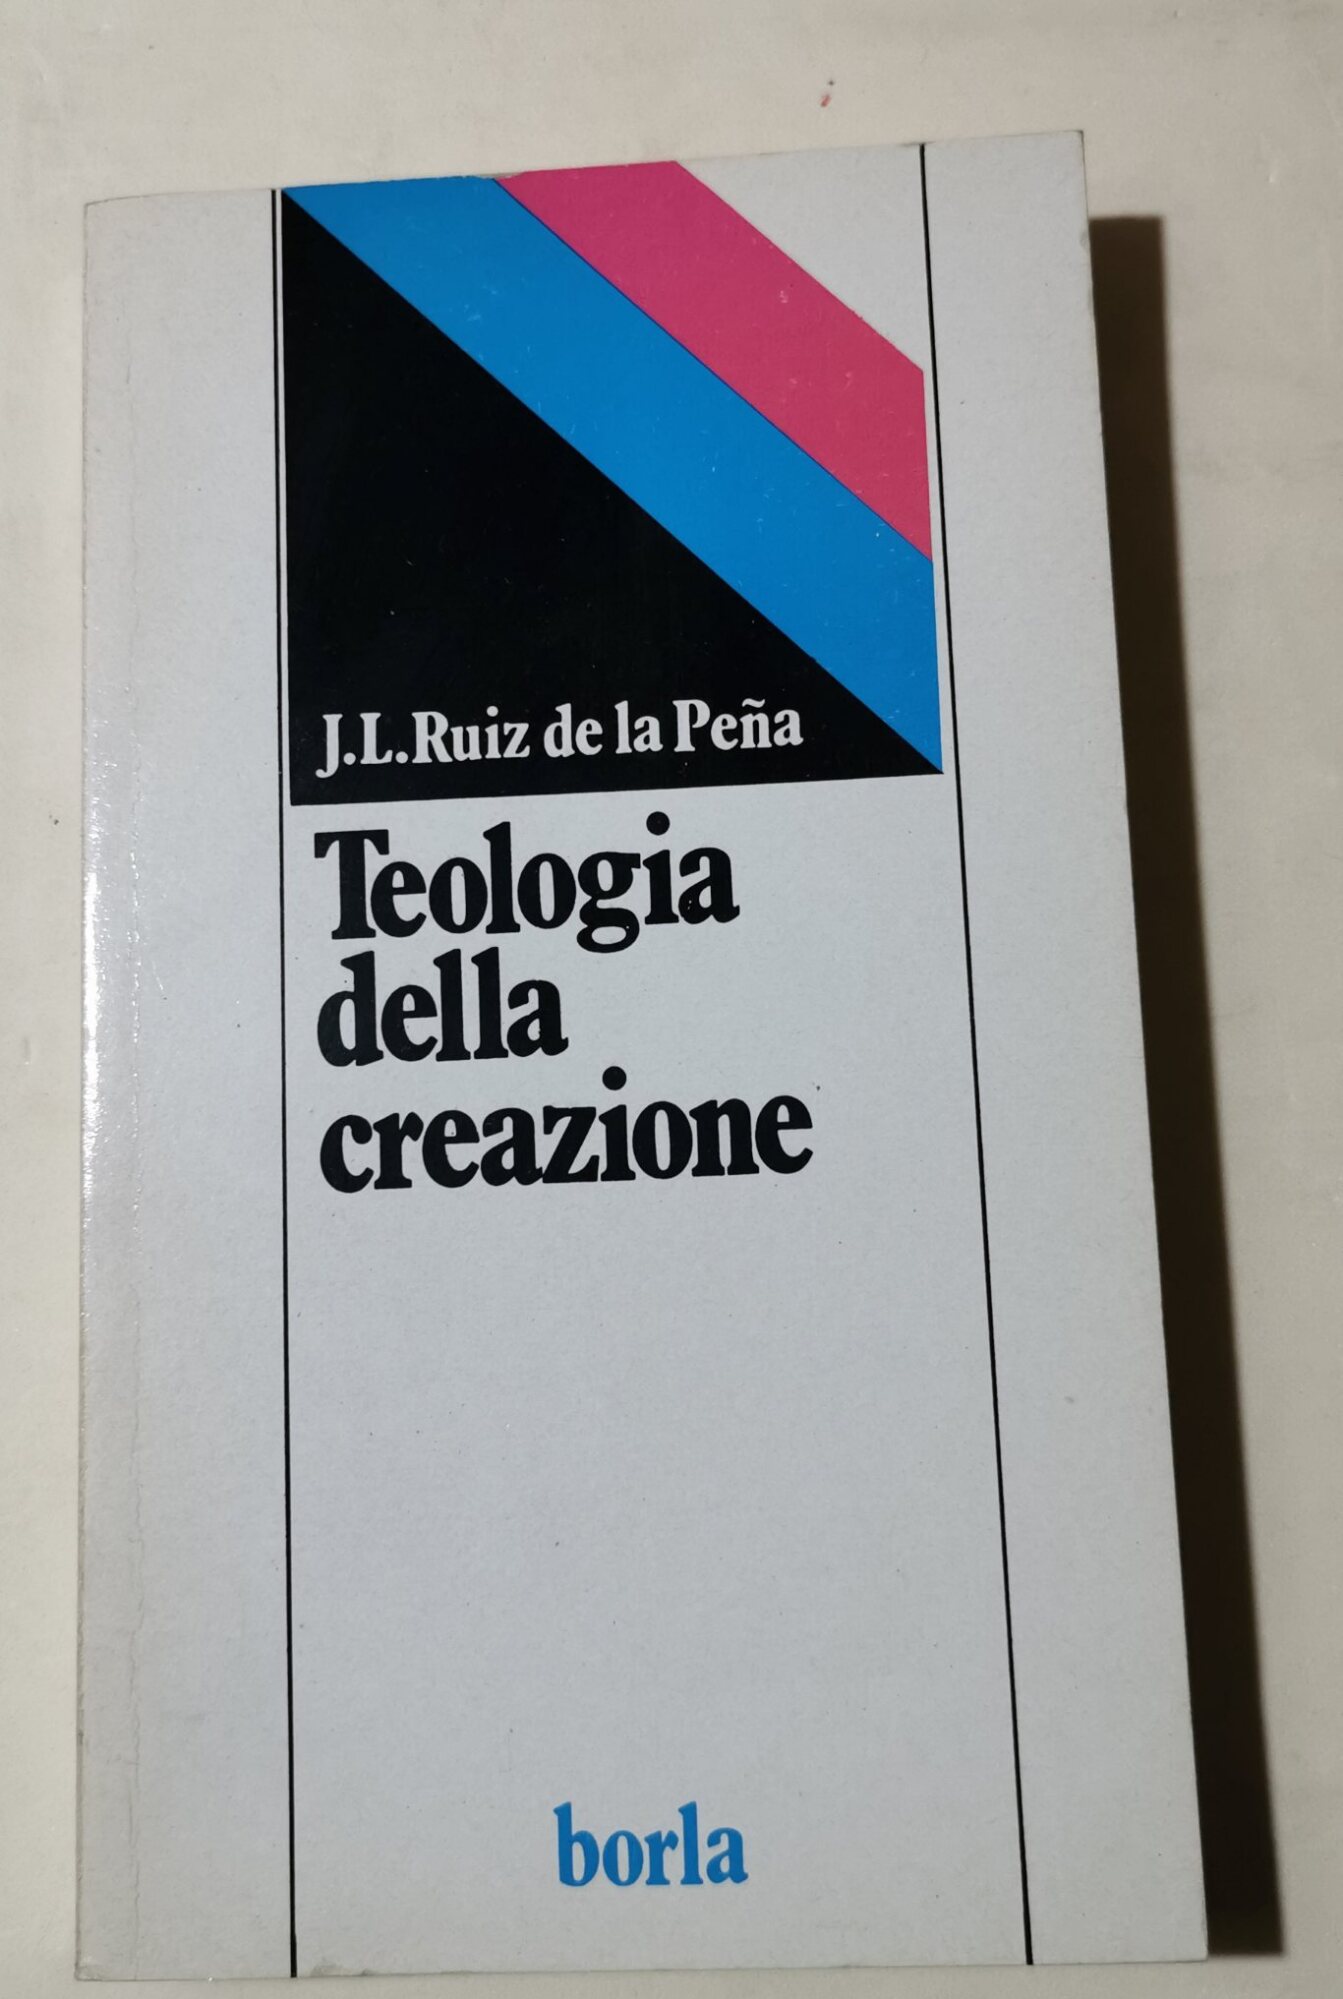 J.L.Ruiz de la Peña
Teologia
della
creazione
borla